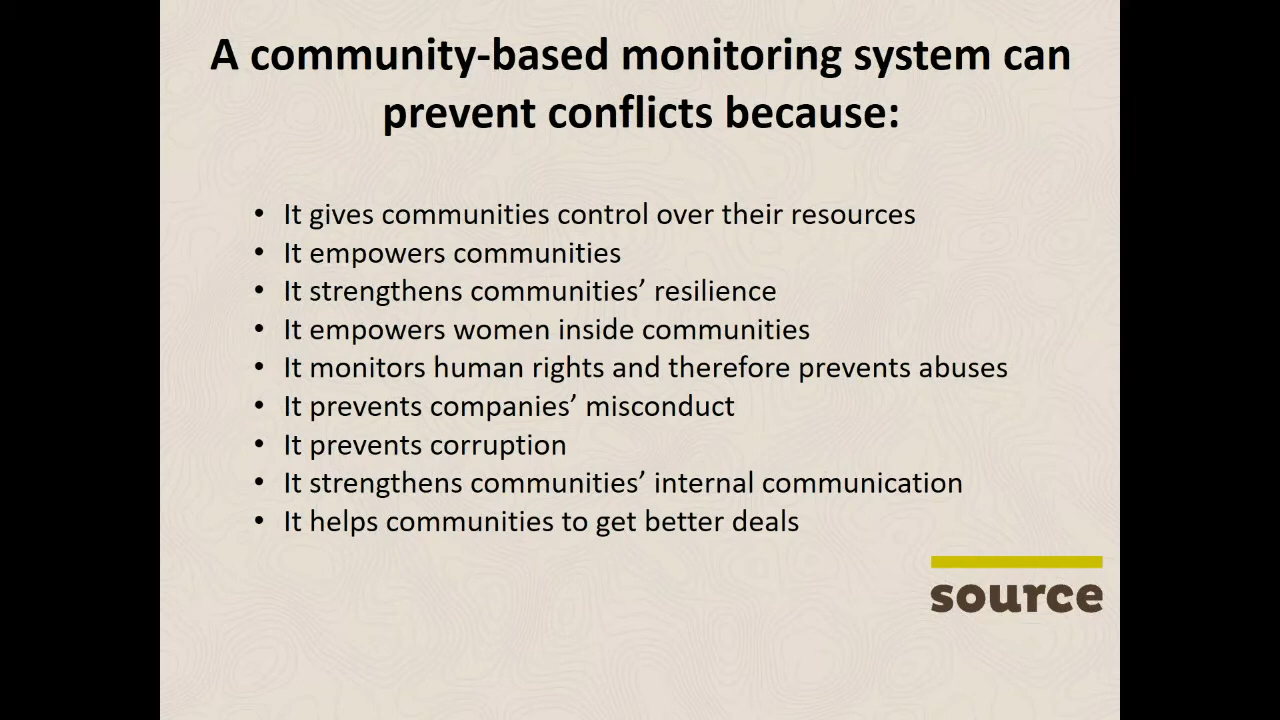 A community-based monitoring system can
prevent conflicts because:
• It gives communities control over their resources
• It empowers communities
• It strengthens communities’ resilience
• It empowers women inside communities
• It monitors human rights and therefore prevents abuses
• It prevents companies’ misconduct
• It prevents corruption
• It strengthens communities’ internal communication
• It helps communities to get better deals
source